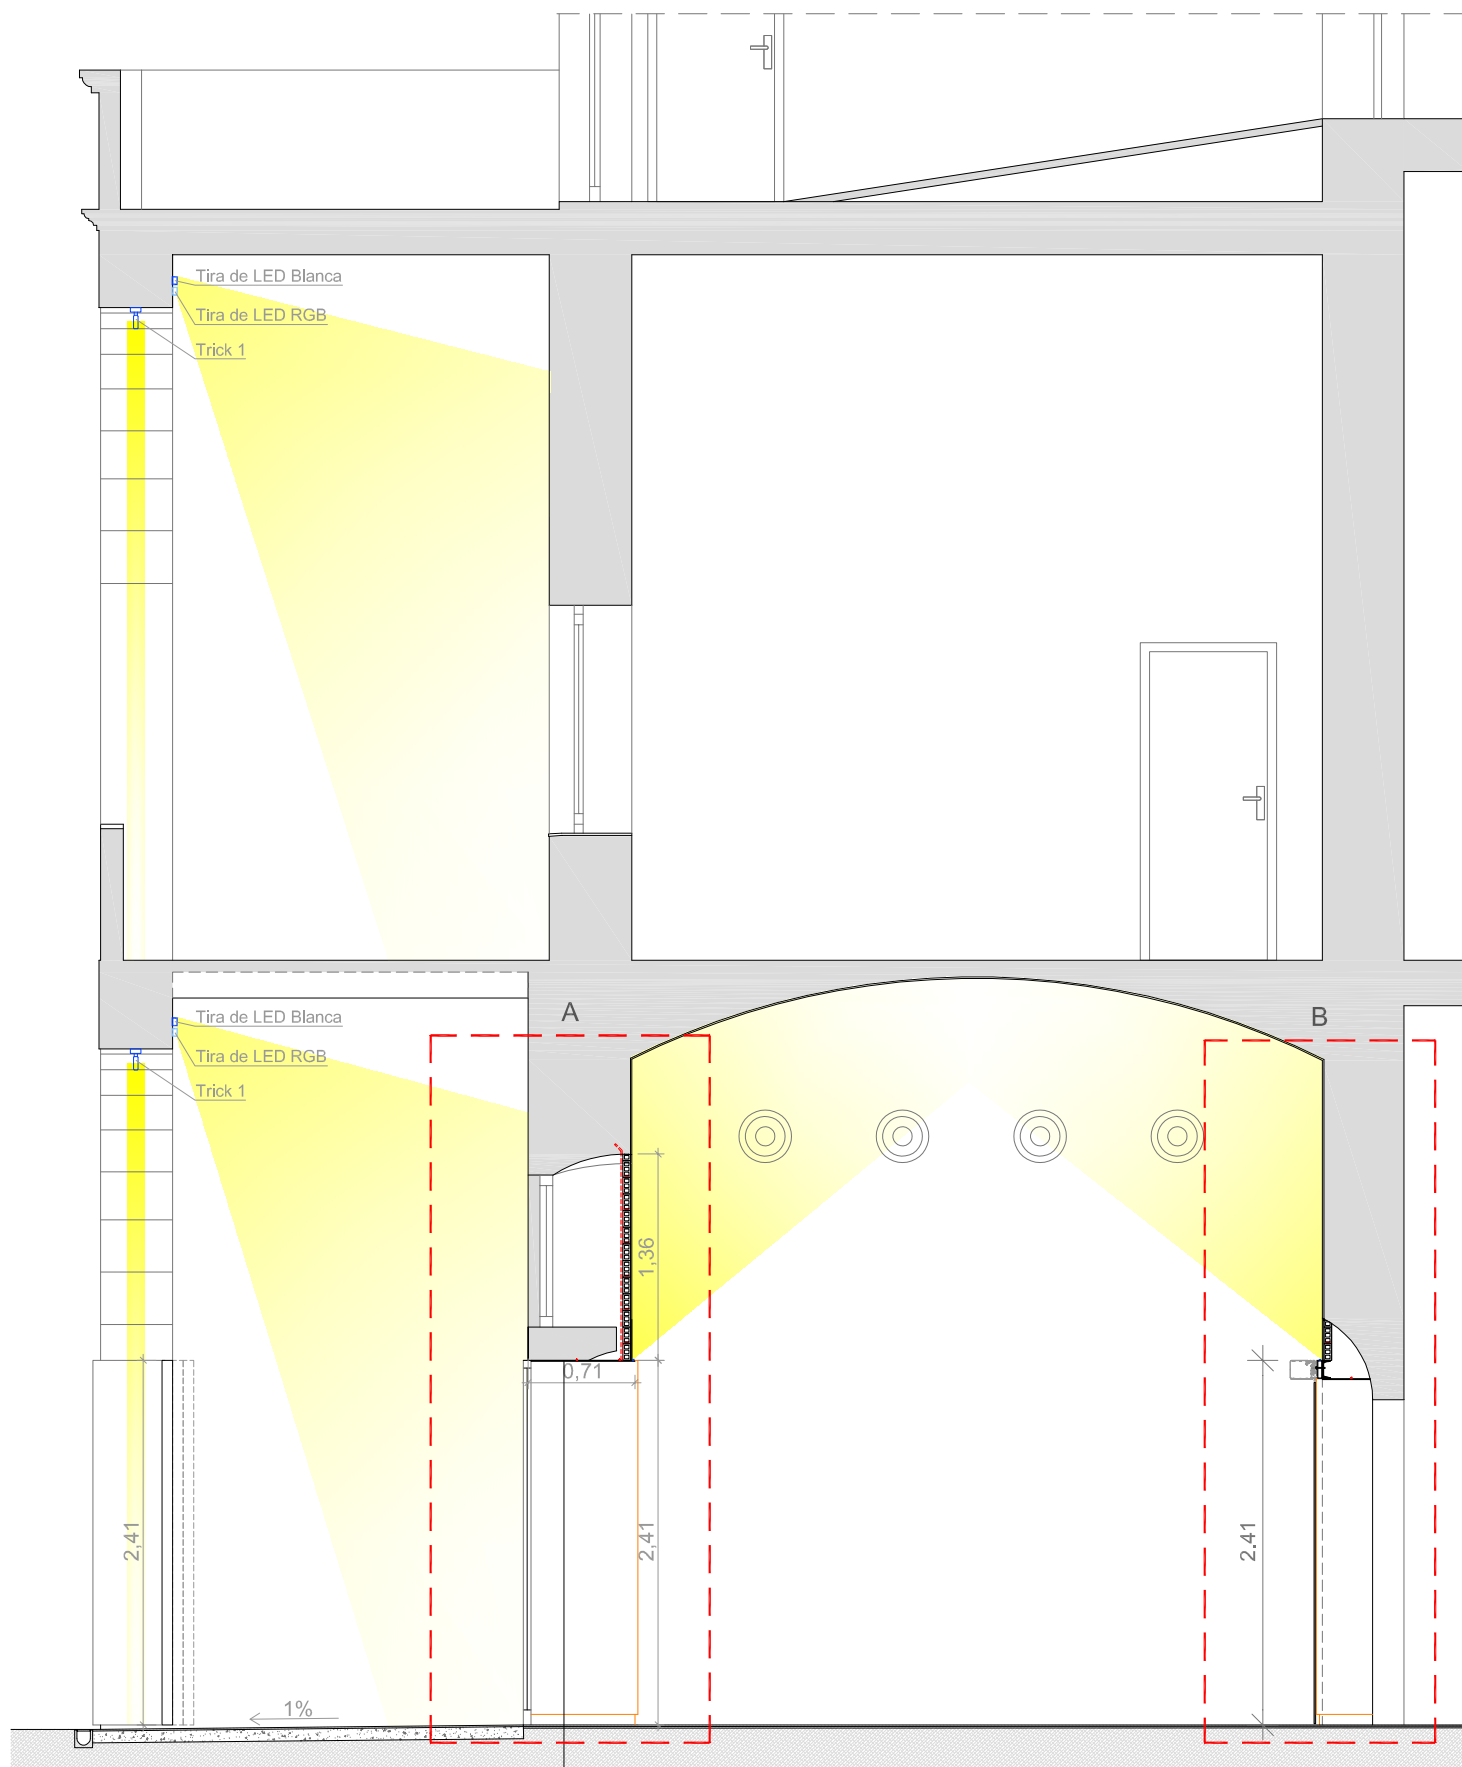 Tira de LED Blanca
Tira de LED RGB
Trick 1
A
B
Tira de LED Blanca
Tira de LED RGB
Trick 1
1,36
0,71
2,41
2,41
2.41
1%